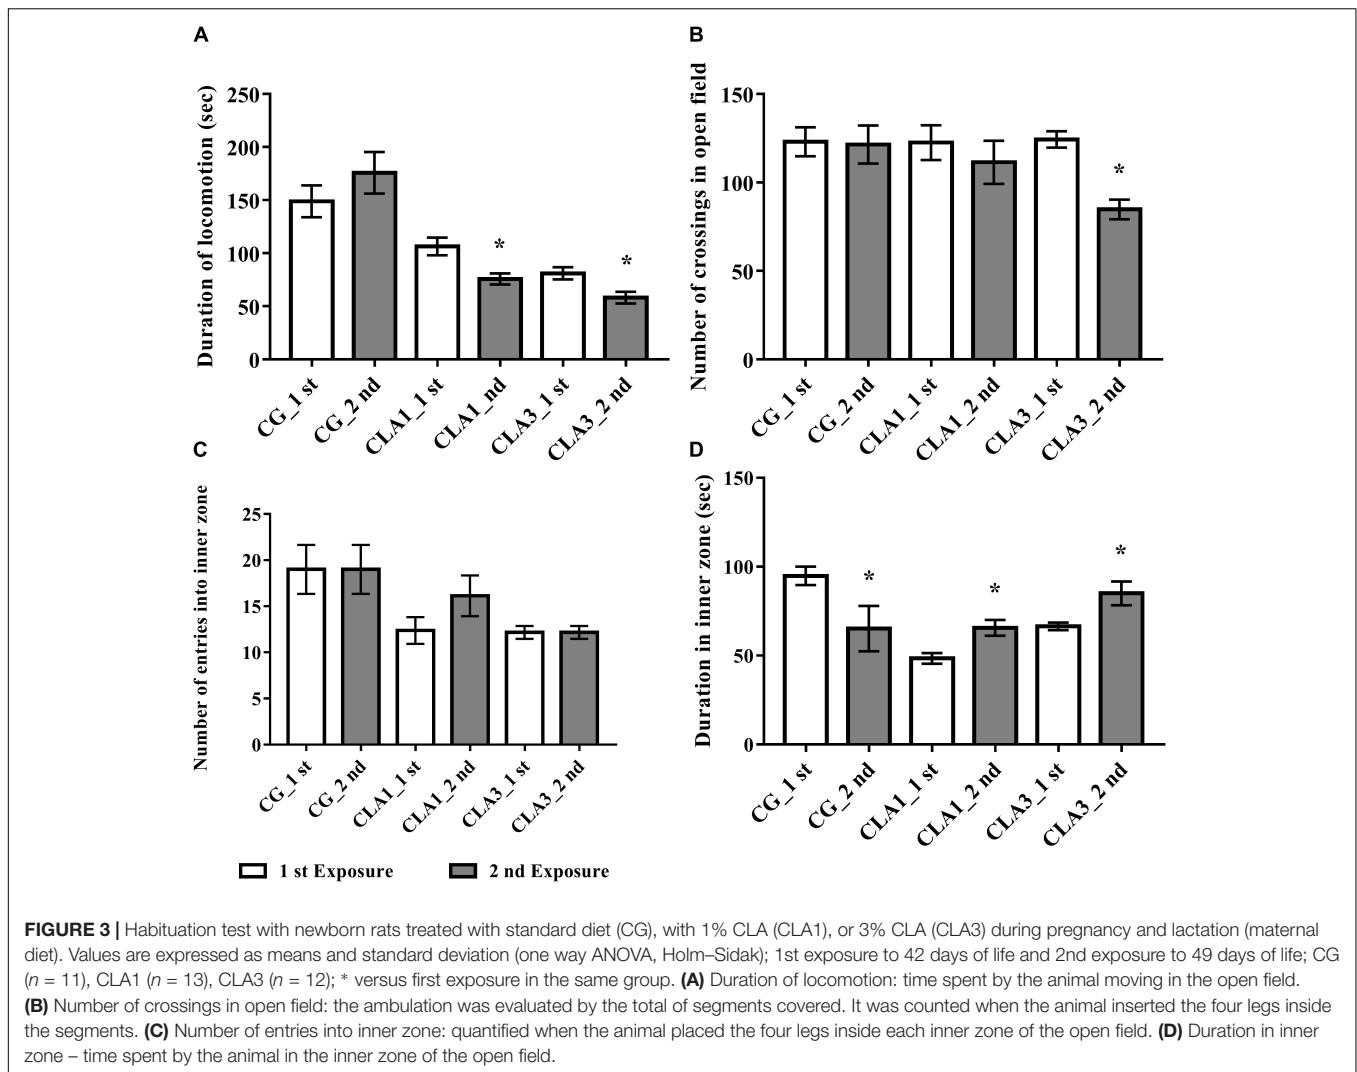 A
Duration of locomotion (sec)
250
200
150
100
50
0
*
*
CG_1 st
CG_2 nd
CLA1_1 st
CLA1_nd
CLA3_1 st
CLA3_2 nd
B
Number of crossings in open field
150
100
50
0
*
CG_1 st
CG_2 nd
CLA1_1 st
CLA1_2 nd
CLA3_1 st
CLA3_2 nd
C
Number of entries into inner zone
25
20
15
10
5
0
CG_1 st
CG_2 nd
CLA1_1 st
CLA1_2 nd
CLA3_1 st
CLA3_2 nd
D
Duration in inner zone (sec)
150
100
50
0
*
*
*
CG_1 st
CG_2 nd
CLA1_1 st
CLA1_2 nd
CLA3_1 st
CLA3_2 nd
1 st Exposure
2 nd Exposure
FIGURE 3 | Habituation test with newborn rats treated with standard diet (CG), with 1% CLA (CLA1), or 3% CLA (CLA3) during pregnancy and lactation (maternal
diet). Values are expressed as means and standard deviation (one way ANOVA, Holm–Sidak); 1st exposure to 42 days of life and 2nd exposure to 49 days of life; CG
(n = 11), CLA1 (n = 13), CLA3 (n = 12); * versus first exposure in the same group. (A) Duration of locomotion: time spent by the animal moving in the open field.
(B) Number of crossings in open field: the ambulation was evaluated by the total of segments covered. It was counted when the animal inserted the four legs inside
the segments. (C) Number of entries into inner zone: quantified when the animal placed the four legs inside each inner zone of the open field. (D) Duration in inner
zone – time spent by the animal in the inner zone of the open field.